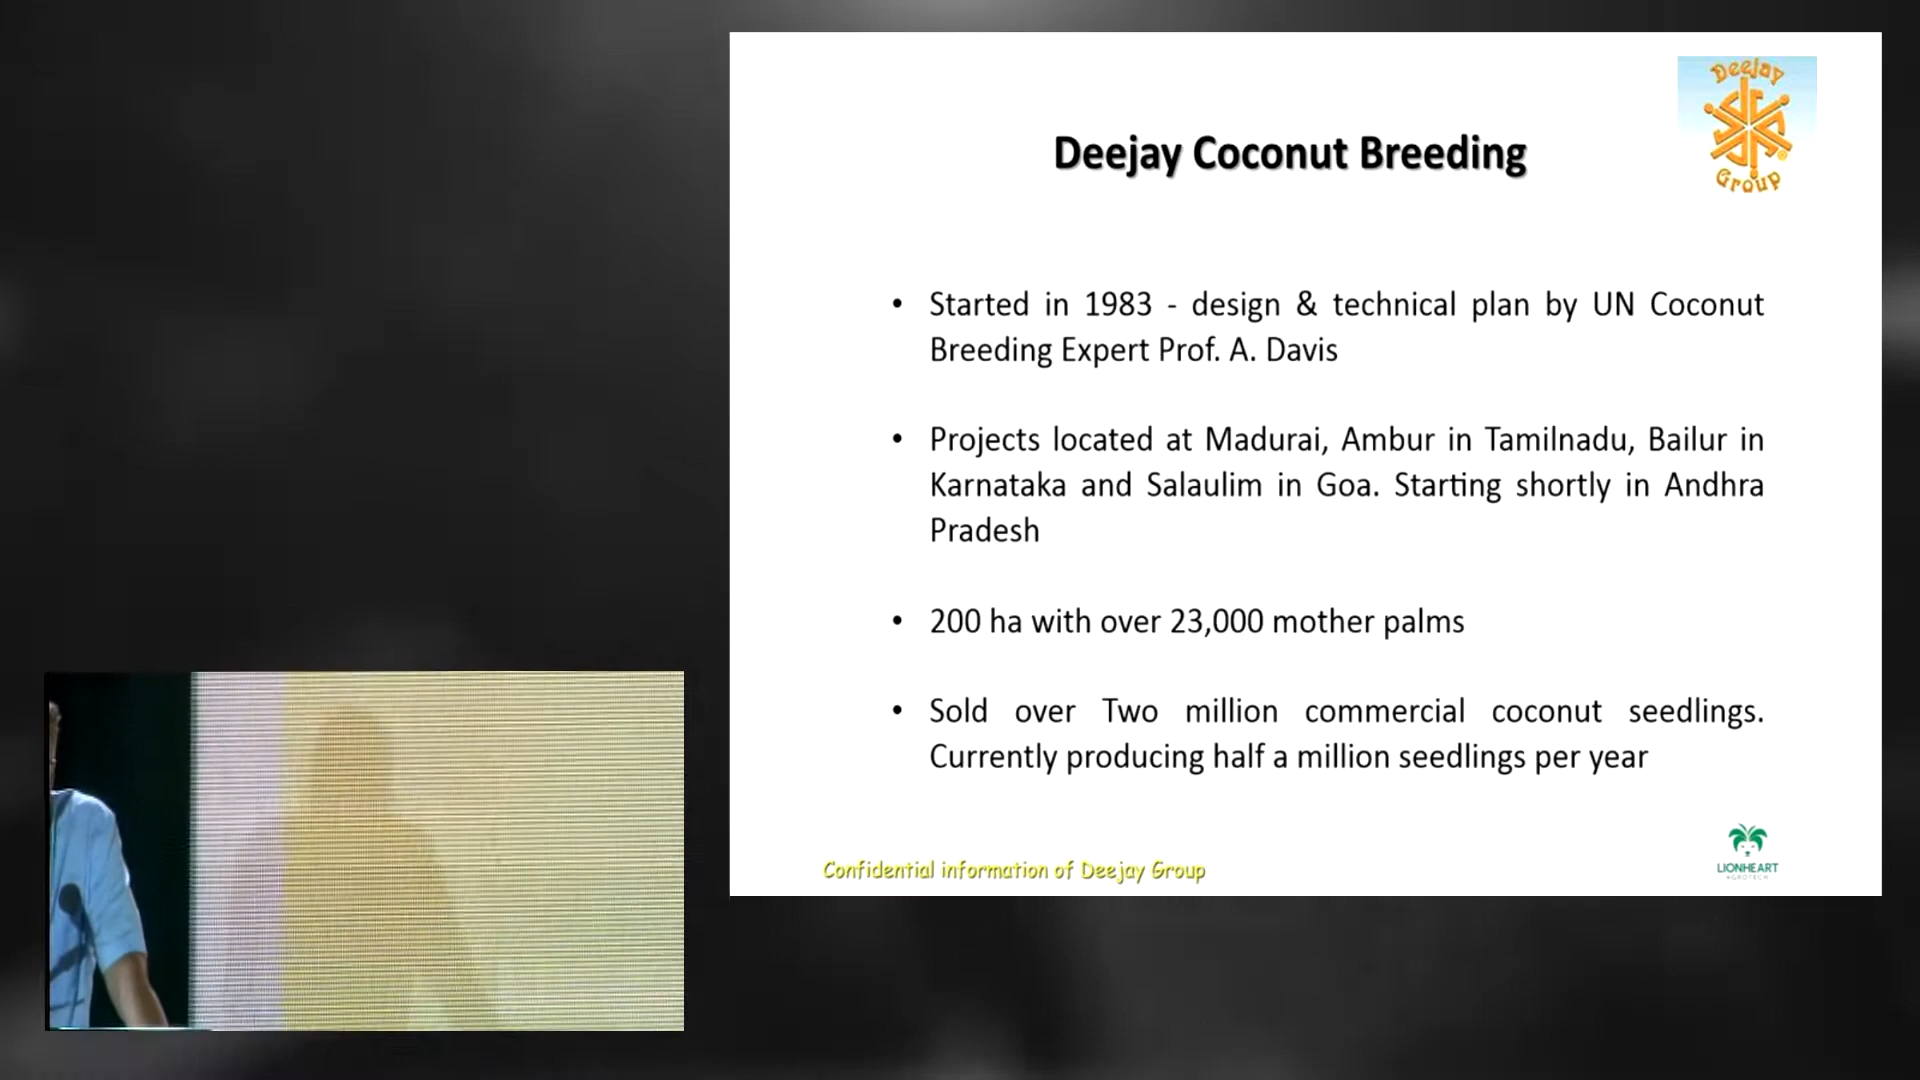 Deejay
Group
Deejay Coconut Breeding
• Started in 1983 - design & technical plan by UN Coconut
Breeding Expert Prof. A. Davis
• Projects located at Madurai, Ambur in Tamilnadu, Bailur in
Karnataka and Salaulim in Goa. Starting shortly in Andhra
Pradesh
• 200 ha with over 23,000 mother palms
• Sold over Two million commercial coconut seedlings.
Currently producing half a million seedlings per year
Confidential information of Deejay Group
LIONHEART
AGROTECH